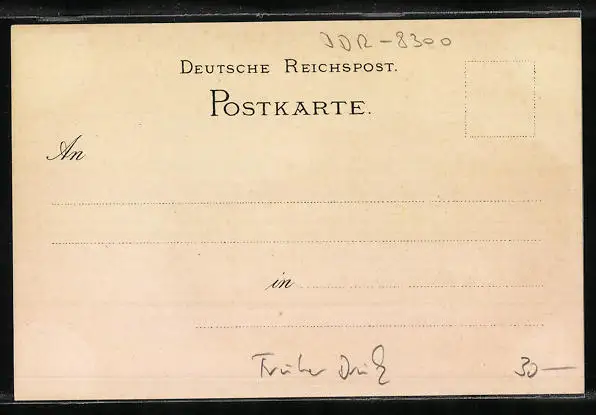 DDR-8300
DEUTSCHE REICHSPOST.
POSTKARTE.
An
in
Früher Druck
30—